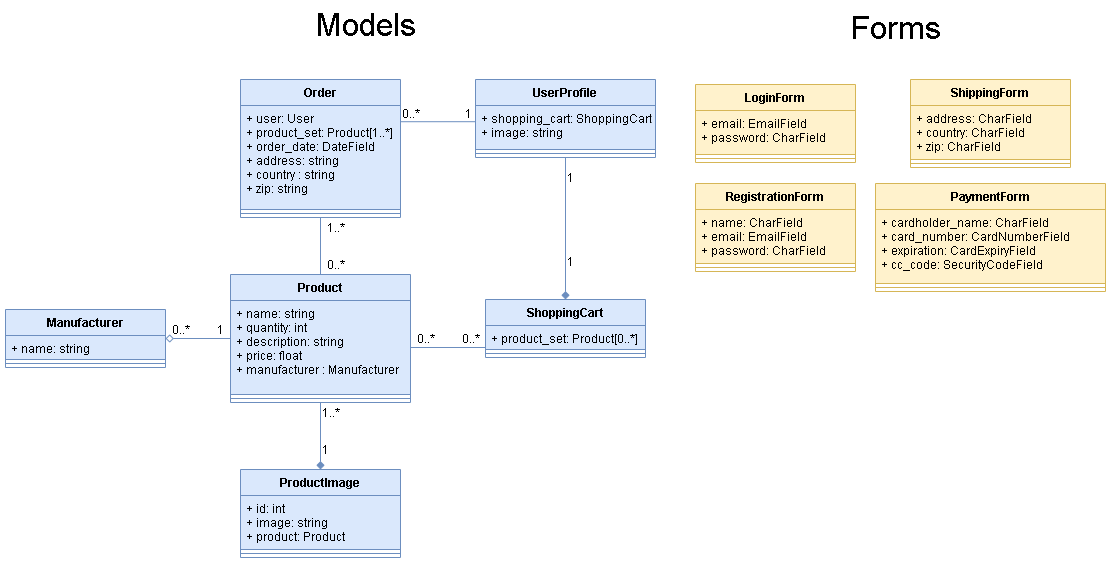 Models
Forms
Order
+ user: User
+ product_set: Product[1..*]
+ order_date: DateField
+ address: string
+ country : string
+ zip: string
0..*
1
UserProfile
+ shopping_cart: ShoppingCart
+ image: string
LoginForm
+ email: EmailField
+ password: CharField
ShippingForm
+ address: CharField
+ country: CharField
+ zip: CharField
RegistrationForm
+ name: CharField
+ email: EmailField
+ password: CharField
PaymentForm
+ cardholder_name: CharField
+ card_number: CardNumberField
+ expiration: CardExpiryField
+ cc_code: SecurityCodeField
1..*
0..*
1
1
Manufacturer
+ name: string
0..*
1
Product
+ name: string
+ quantity: int
+ description: string
+ price: float
+ manufacturer : Manufacturer
0..*
0..*
ShoppingCart
+ product_set: Product[0..*]
1..*
1
ProductImage
+ id: int
+ image: string
+ product: Product